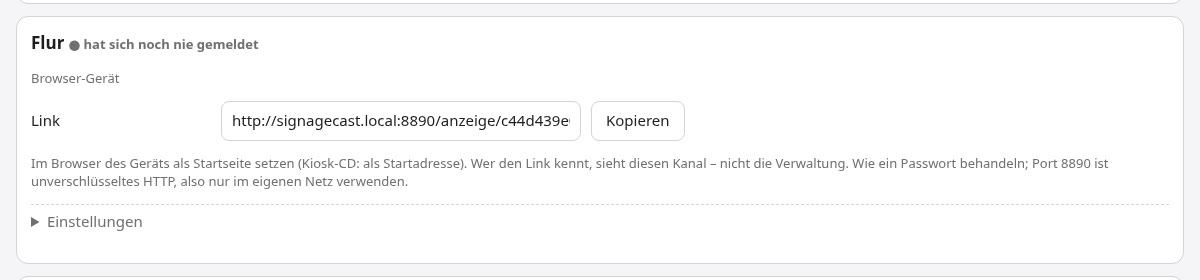 Flur ● hat sich noch nie gemeldet
Browser-Gerät
Link http://signagecast.local:8890/anzeige/c44d439e Kopieren
Im Browser des Geräts als Startseite setzen (Kiosk-CD: als Startadresse). Wer den Link kennt, sieht diesen Kanal – nicht die Verwaltung. Wie ein Passwort behandeln; Port 8890 ist
unverschlüsseltes HTTP, also nur im eigenen Netz verwenden.
▶ Einstellungen